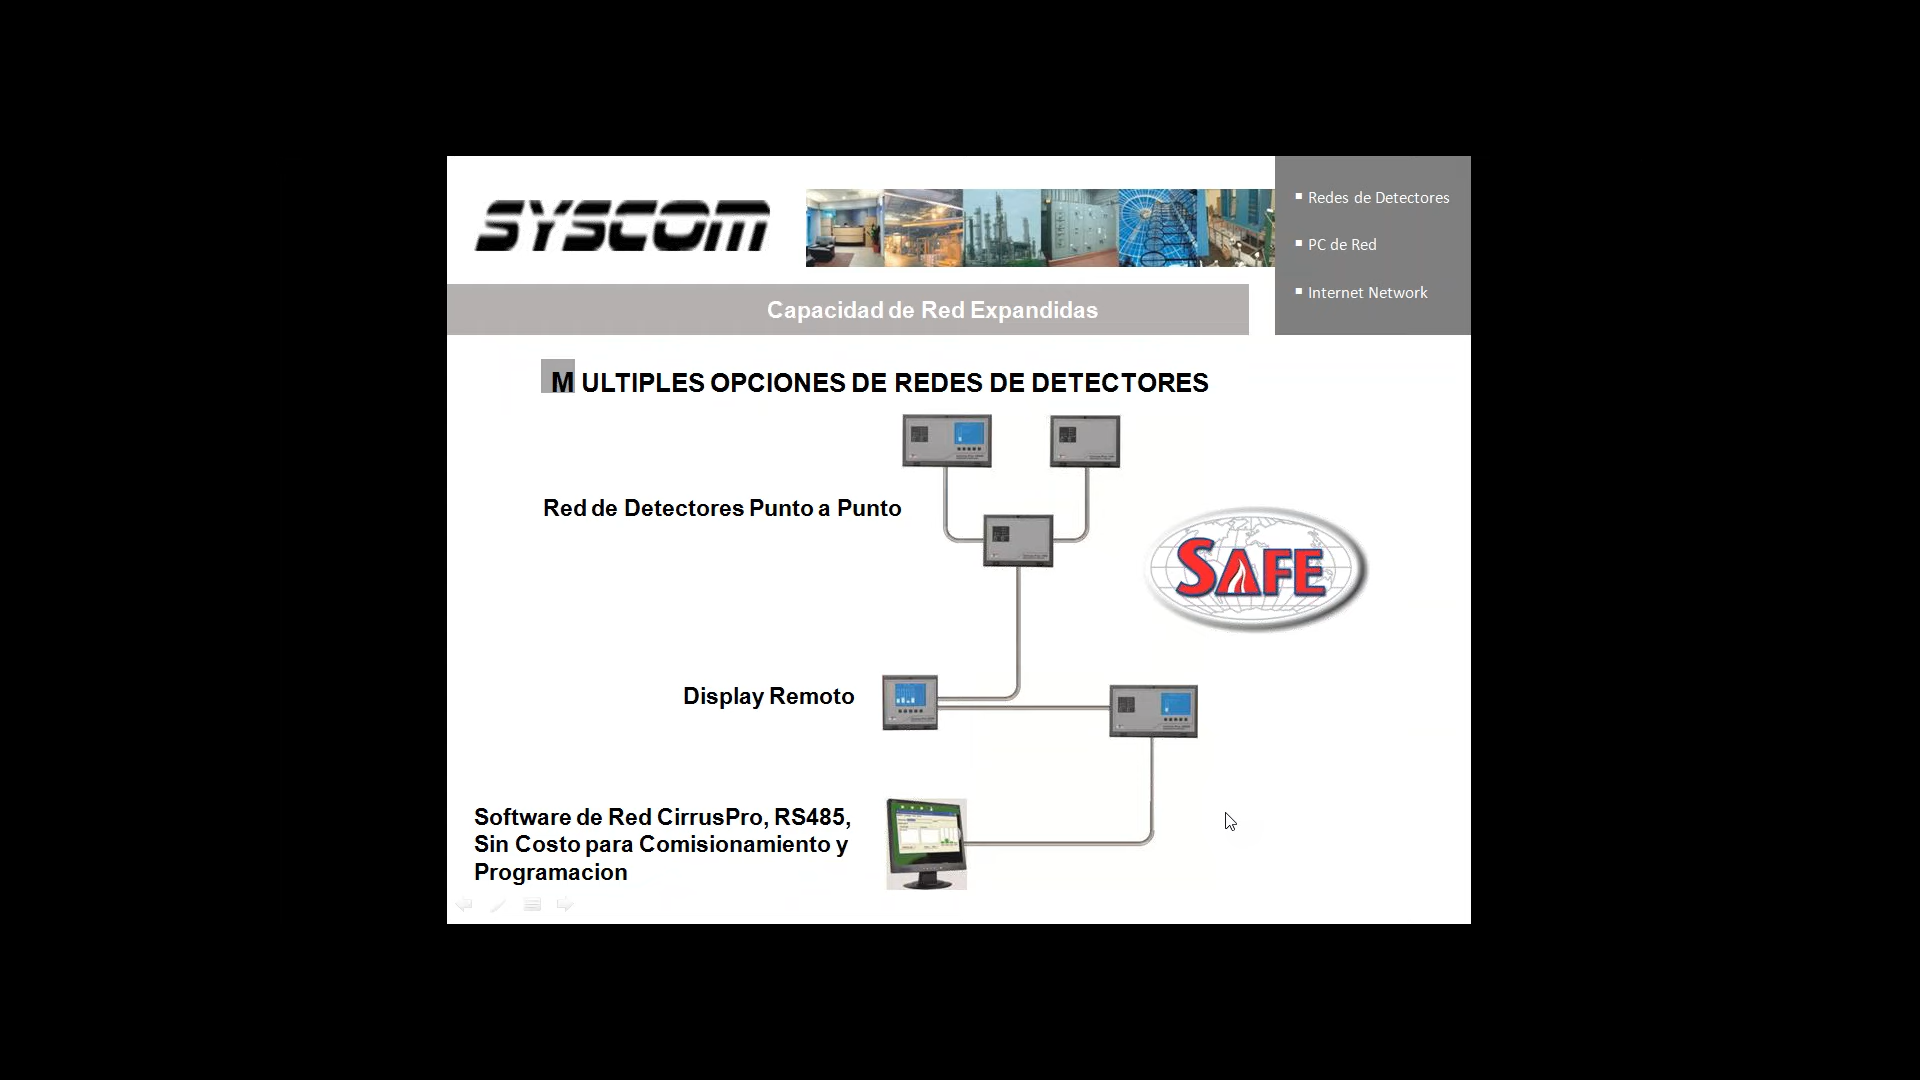 SYSCOM
Redes de Detectores
PC de Red
Internet Network
Capacidad de Red Expandidas
M ULTIPLES OPCIONES DE REDES DE DETECTORES
Red de Detectores Punto a Punto
SAFE
Display Remoto
Software de Red CirrusPro, RS485,
Sin Costo para Comisionamiento y
Programacion